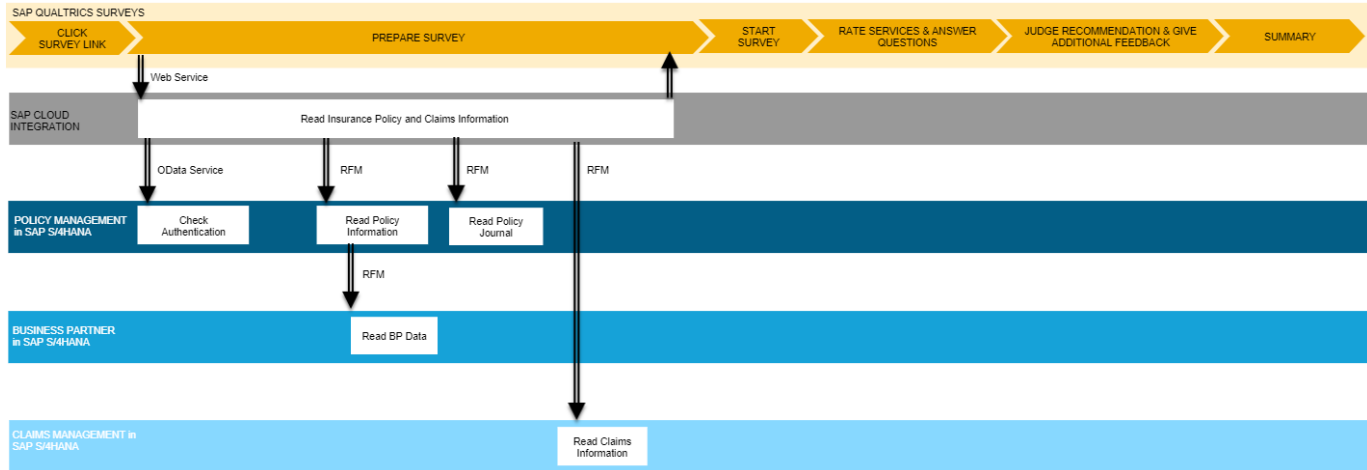 SAP QUALTRICS SURVEYS
CLICK
SURVEY LINK
PREPARE SURVEY
START
SURVEY
RATE SERVICES & ANSWER
QUESTIONS
JUDGE RECOMMENDATION & GIVE
ADDITIONAL FEEDBACK
SUMMARY
Web Service
SAP CLOUD
INTEGRATION
Read Insurance Policy and Claims Information
OData Service
RFM
RFM
RFM
POLICY MANAGEMENT
in SAP S/4HANA
Check
Authentication
Read Policy
Information
Read Policy
Journal
RFM
BUSINESS PARTNER
in SAP S/4HANA
Read BP Data
CLAIMS MANAGEMENT in
SAP S/4HANA
Read Claims
Information